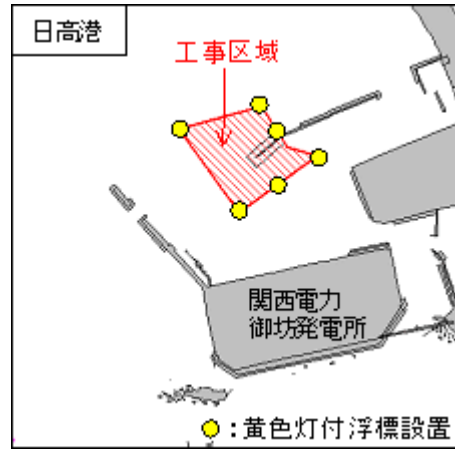 日高港
工事区域
関西電力
御坊発電所
：黄色灯付浮標設置